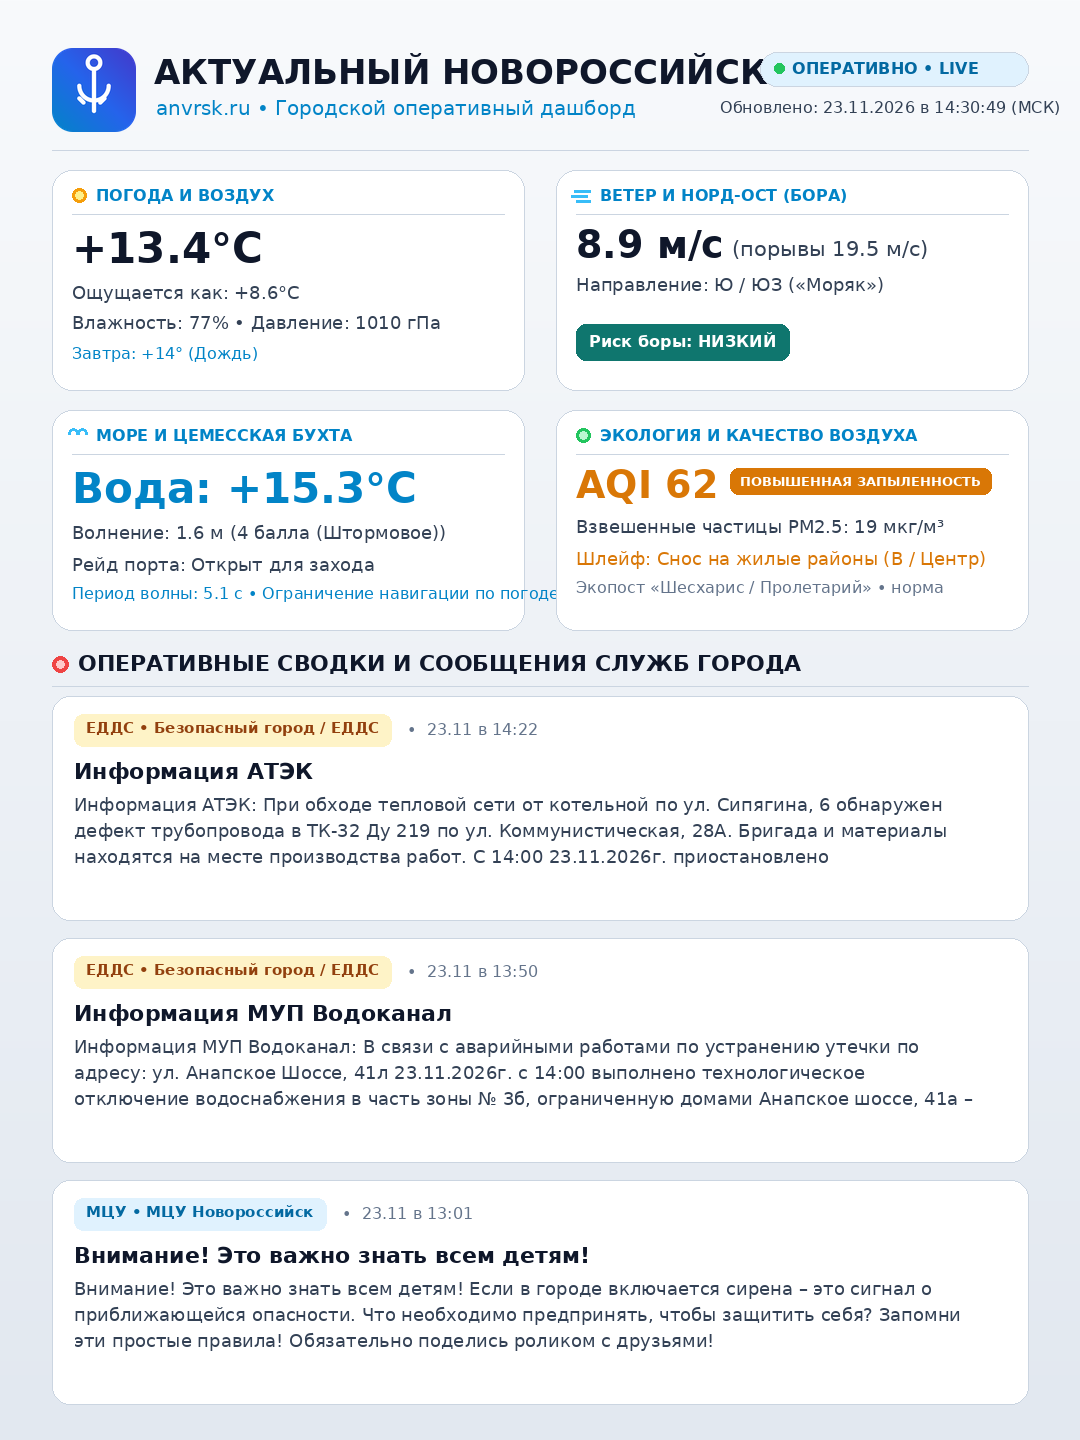 АКТУАЛЬНЫЙ НОВОРОССИЙСК
ОПЕРАТИВНО • LIVE
anvrsk.ru • Городской оперативный дашборд
Обновлено: 23.11.2026 в 14:30:49 (МСК)
ПОГОДА И ВОЗДУХ
+13.4°C
Ощущается как: +8.6°C
Влажность: 77% • Давление: 1010 гПа
Завтра: +14° (Дождь)
ВЕТЕР И НОРД-ОСТ (БОРА)
8.9 м/с (порывы 19.5 м/с)
Направление: Ю / ЮЗ («Моряк»)
Риск боры: НИЗКИЙ
МОРЕ И ЦЕМЕССКАЯ БУХТА
Вода: +15.3°C
Волнение: 1.6 м (4 балла (Штормовое))
Рейд порта: Открыт для захода
Период волны: 5.1 с • Ограничение навигации по погоде
ЭКОЛОГИЯ И КАЧЕСТВО ВОЗДУХА
AQI 62 ПОВЫШЕННАЯ ЗАПЫЛЕННОСТЬ
Взвешенные частицы PM2.5: 19 мкг/м³
Шлейф: Снос на жилые районы (В / Центр)
Экопост «Шесхарис / Пролетарий» • норма
ОПЕРАТИВНЫЕ СВОДКИ И СООБЩЕНИЯ СЛУЖБ ГОРОДА
ЕДДС • Безопасный город / ЕДДС • 23.11 в 14:22
Информация АТЭК
Информация АТЭК: При обходе тепловой сети от котельной по ул. Сипягина, 6 обнаружен
дефект трубопровода в ТК-32 Ду 219 по ул. Коммунистическая, 28А. Бригада и материалы
находятся на месте производства работ. С 14:00 23.11.2026г. приостановлено
ЕДДС • Безопасный город / ЕДДС • 23.11 в 13:50
Информация МУП Водоканал
Информация МУП Водоканал: В связи с аварийными работами по устранению утечки по
адресу: ул. Анапское Шоссе, 41л 23.11.2026г. с 14:00 выполнено технологическое
отключение водоснабжения в часть зоны № 3б, ограниченную домами Анапское шоссе, 41а –
МЦУ • МЦУ Новороссийск • 23.11 в 13:01
Внимание! Это важно знать всем детям!
Внимание! Это важно знать всем детям! Если в городе включается сирена – это сигнал о
приближающейся опасности. Что необходимо предпринять, чтобы защитить себя? Запомни
эти простые правила! Обязательно поделись роликом с друзьями!